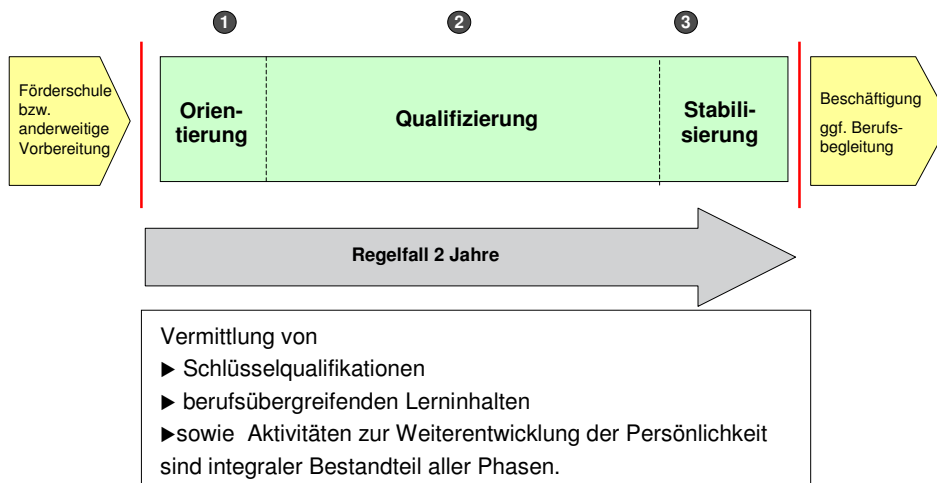 1 2 3
Förderschule
bzw.
anderweitige
Vorbereitung
Orien-
tierung
Qualifizierung
Stabili-
sierung
Beschäftigung
ggf. Berufs-
begleitung
Regelfall 2 Jahre
Vermittlung von
▶ Schlüsselqualifikationen
▶ berufsübergreifenden Lerninhalten
▶sowie Aktivitäten zur Weiterentwicklung der Persönlichkeit
sind integraler Bestandteil aller Phasen.